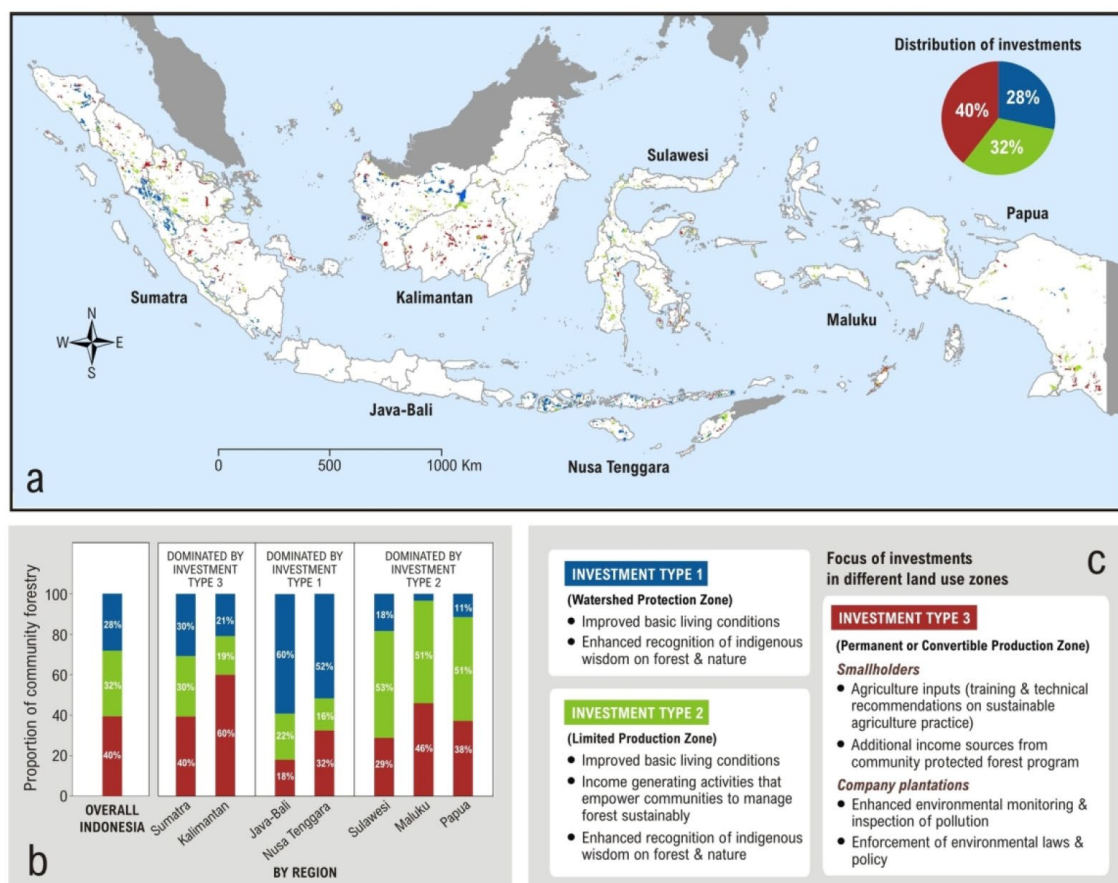 Distribution of investments
40%
28%
32%
Sulawesi
Papua
Sumatra
Kalimantan
Maluku
N
W
E
S
Java-Bali
Nusa Tenggara
0
500
1000 Km
a
Proportion of community forestry
100
80
60
40
20
0
DOMINATED BY
INVESTMENT
TYPE 3
DOMINATED BY
INVESTMENT
TYPE 1
DOMINATED BY
INVESTMENT
TYPE 2
28%
32%
40%
30%
30%
40%
21%
19%
60%
60%
22%
18%
52%
16%
32%
18%
53%
29%
51%
46%
11%
51%
38%
OVERALL
INDONESIA
Sumatra
Kalimantan
Java-Bali
Nusa Tenggara
Sulawesi
Maluku
Papua
BY REGION
b
INVESTMENT TYPE 1
(Watershed Protection Zone)
● Improved basic living conditions
● Enhanced recognition of indigenous
wisdom on forest & nature
INVESTMENT TYPE 2
(Limited Production Zone)
● Improved basic living conditions
● Income generating activities that
empower communities to manage
forest sustainably
● Enhanced recognition of indigenous
wisdom on forest & nature
Focus of investments
in different land use zones
c
INVESTMENT TYPE 3
(Permanent or Convertible Production Zone)
Smallholders
● Agriculture inputs (training & technical
recommendations on sustainable
agriculture practice)
● Additional income sources from
community protected forest program
Company plantations
● Enhanced environmental monitoring &
inspection of pollution
● Enforcement of environmental laws &
policy